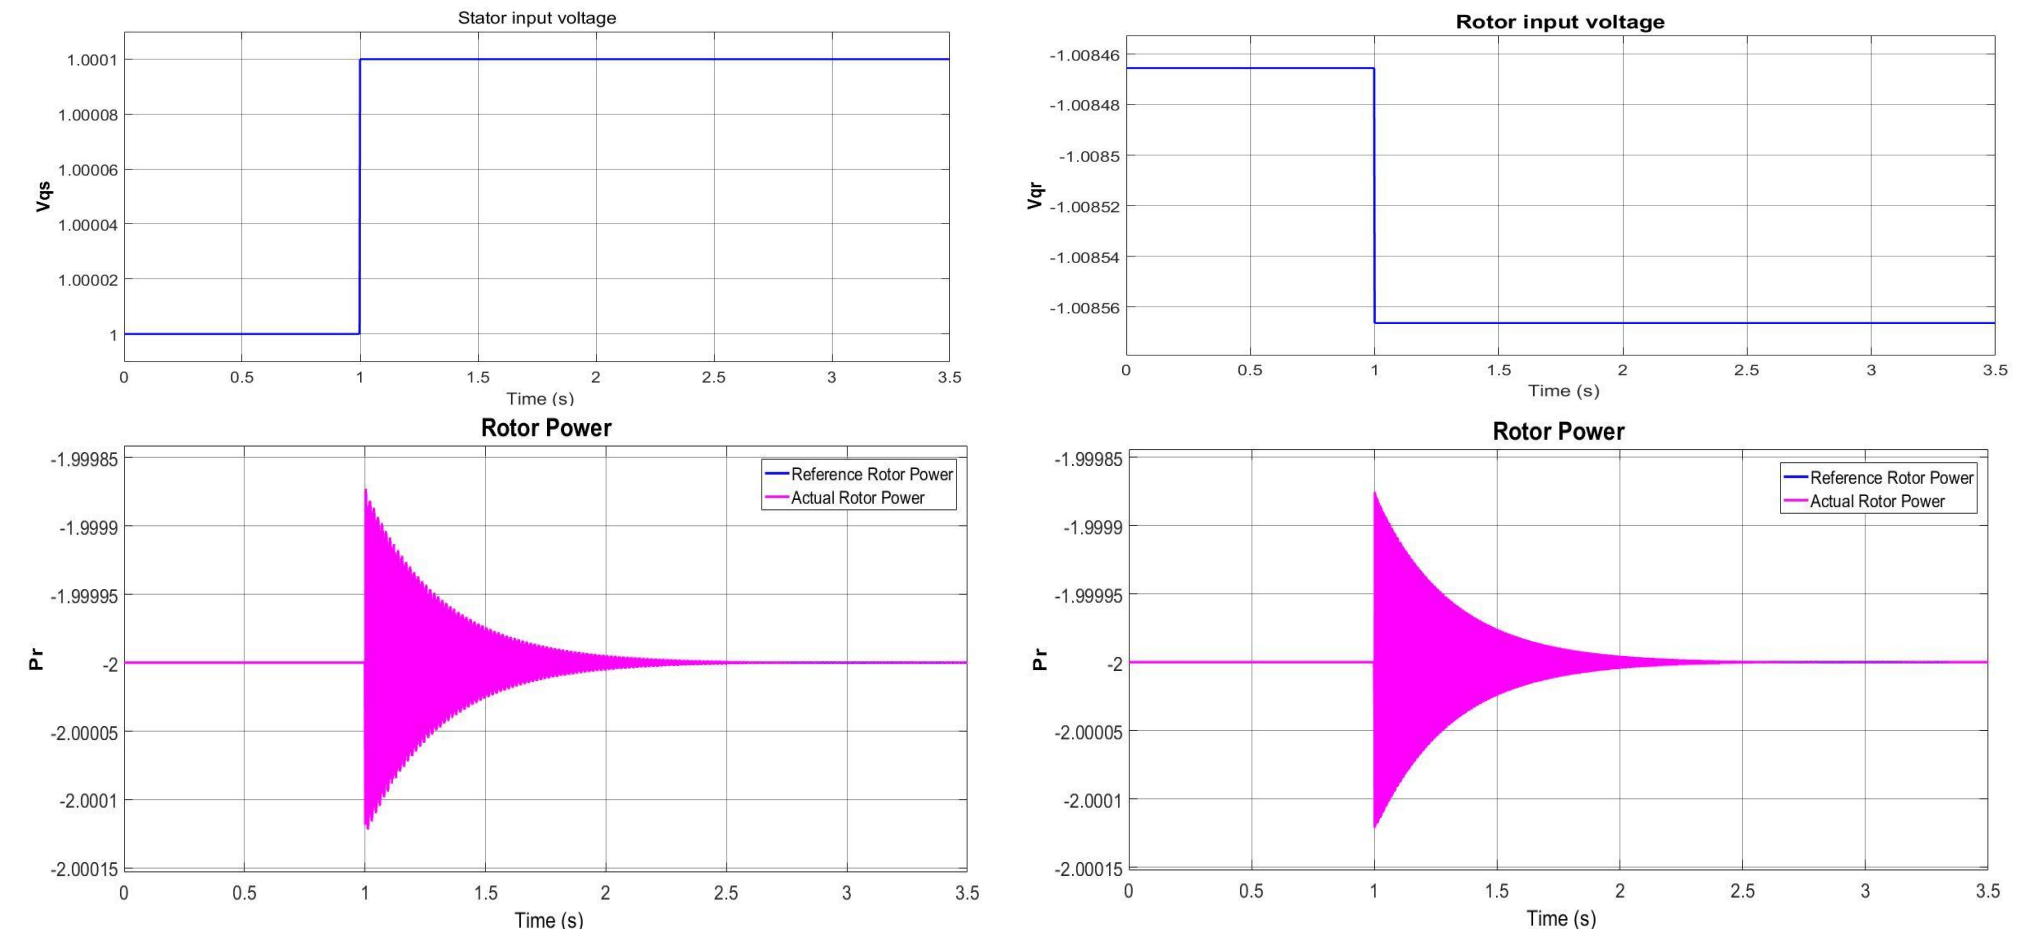 Stator input voltage
1.0001
1.00008
1.00006
1.00004
1.00002
1
Vqs
0 0.5 1 1.5 2 2.5 3 3.5
Time (s)
Rotor input voltage
-1.00846
-1.00848
-1.0085
-1.00852
-1.00854
-1.00856
Vqr
0 0.5 1 1.5 2 2.5 3 3.5
Time (s)
Rotor Power
-1.99985
-1.9999
-1.99995
-2
-2.00005
-2.0001
-2.00015
Pr
Reference Rotor Power
Actual Rotor Power
0 0.5 1 1.5 2 2.5 3 3.5
Time (s)
Rotor Power
-1.99985
-1.9999
-1.99995
-2
-2.00005
-2.0001
-2.00015
Pr
Reference Rotor Power
Actual Rotor Power
0 0.5 1 1.5 2 2.5 3 3.5
Time (s)